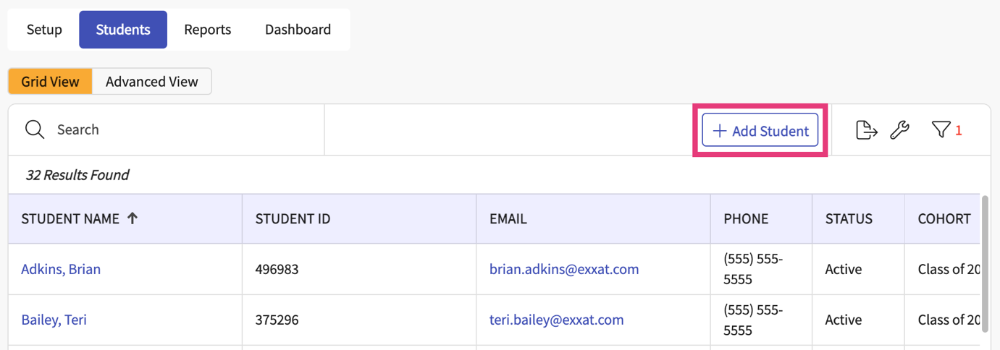 Setup Students Reports Dashboard
Grid View Advanced View
Search + Add Student 1
32 Results Found
STUDENT NAME STUDENT ID EMAIL PHONE STATUS COHORT
Adkins, Brian 496983 brian.adkins@exxat.com (555) 555-5555 Active Class of 20
Bailey, Teri 375296 teri.bailey@exxat.com (555) 555-5555 Active Class of 20